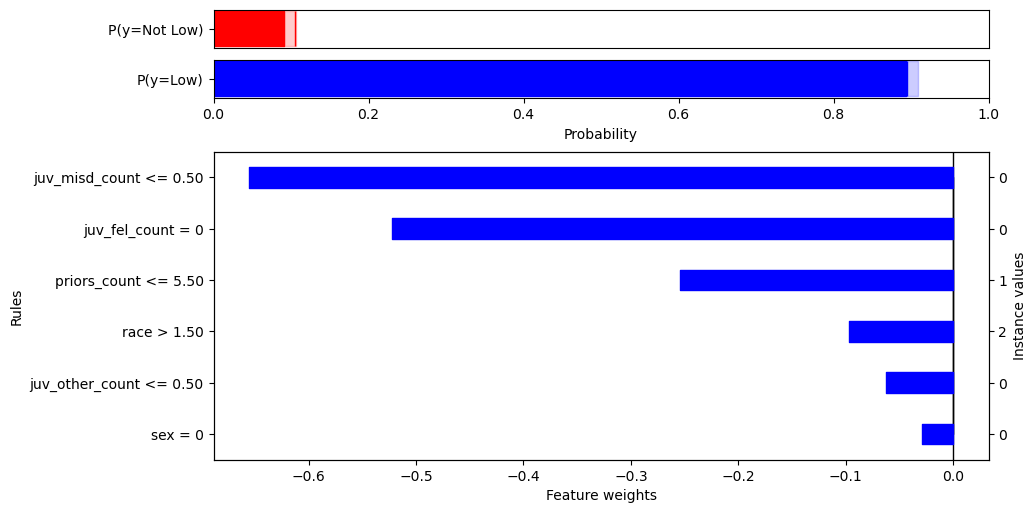 P(y=Not Low)
P(y=Low)
0.0 0.2 0.4 0.6 0.8 1.0
Probability
juv_misd_count <= 0.50 0
juv_fel_count = 0 0
priors_count <= 5.50 1
race > 1.50 2
juv_other_count <= 0.50 0
sex = 0 0
Rules
Instance values
−0.6 −0.5 −0.4 −0.3 −0.2 −0.1 0.0
Feature weights